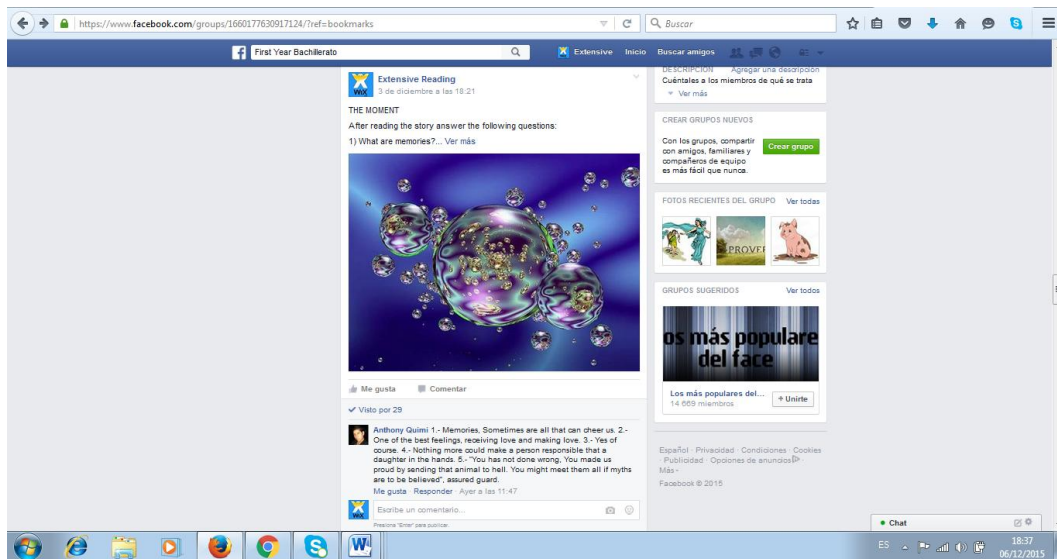 https://www.facebook.com/groups/1660177630917124/?ref=bookmarks
Buscar
First Year Bachillerato
Extensive Inicio Buscar amigos
Extensive Reading
3 de diciembre a las 18:21
THE MOMENT
After reading the story answer the following questions:
1) What are memories?... Ver más
Me gusta Comentar
Visto por 29
Anthony Quimi 1.- Memories, Sometimes are all that can cheer us. 2.-
One of the best feelings, receiving love and making love. 3.- Yes of
course. 4.- Nothing more could make a person responsible that a
daughter in the hands. 5.- "You has not done wrong, You made us
proud by sending that animal to hell. You might meet them all if myths
are to be believed", assured guard.
Me gusta · Responder · Ayer a las 11:47
Escribe un comentario...
Presiona "Enter" para publicar.
DESCRIPCIÓN Agregar una descripción
Cuéntales a los miembros de qué se trata
Ver más
CREAR GRUPOS NUEVOS
Con los grupos, compartir
con amigos, familiares y
compañeros de equipo
es más fácil que nunca.
Crear grupo
FOTOS RECIENTES DEL GRUPO Ver todas
PROVE
GRUPOS SUGERIDOS Ver todos
os más populare
del face
Los más populares del...
14 669 miembros
+ Unirte
Español · Privacidad · Condiciones · Cookies
· Publicidad · Opciones de anuncios
Más
Facebook © 2015
Chat
ES
18:37
06/12/2015